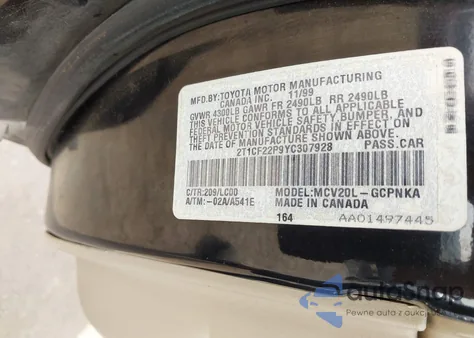 MFD.BY:TOYOTA MOTOR MANUFACTURING
CANADA INC. 11/99
GVWR 4300LB GAWR FR 2490LB RR 2490LB
THIS VEHICLE CONFORMS TO ALL APPLICABLE
FEDERAL MOTOR VEHICLE SAFETY,BUMPER, AND
THEFT PREVENTION STANDARDS IN EFFECT ON
THE DATE OF MANUFACTURE SHOWN ABOVE.
2T1CF22P9YC307928 PASS.CAR
C/TR:209/LC00 MODEL:MCV20L-GCPNKA
A/TM:-02A/A541E MADE IN CANADA
164 AA01497445
autoSnap
Pewne auta z aukcji